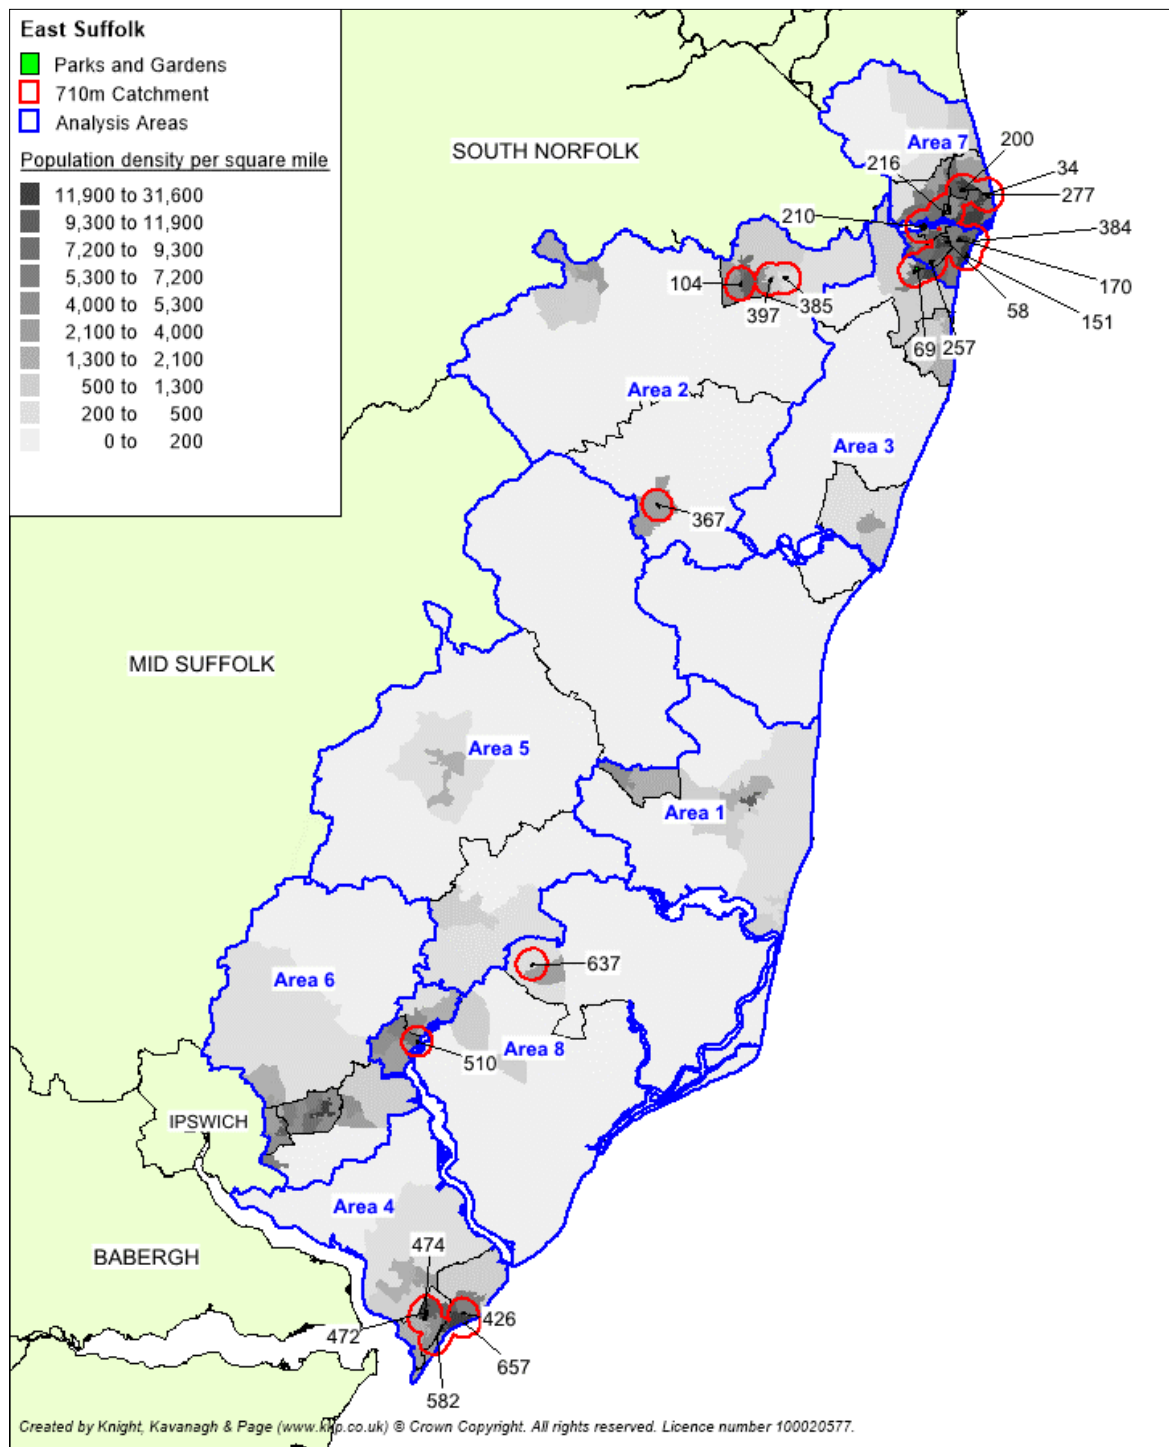 East Suffolk
Parks and Gardens
710m Catchment
Analysis Areas
Population density per square mile
11,900 to 31,600
9,300 to 11,900
7,200 to 9,300
5,300 to 7,200
4,000 to 5,300
2,100 to 4,000
1,300 to 2,100
500 to 1,300
200 to 500
0 to 200
SOUTH NORFOLK
Area 7
200
216
34
277
210
384
170
151
58
104
397
385
69
257
Area 2
Area 3
367
MID SUFFOLK
Area 5
Area 1
637
Area 6
510
Area 8
IPSWICH
Area 4
BABERGH
474
472
426
657
582
Created by Knight, Kavanagh & Page (www.kkp.co.uk) © Crown Copyright. All rights reserved. Licence number 100020577.